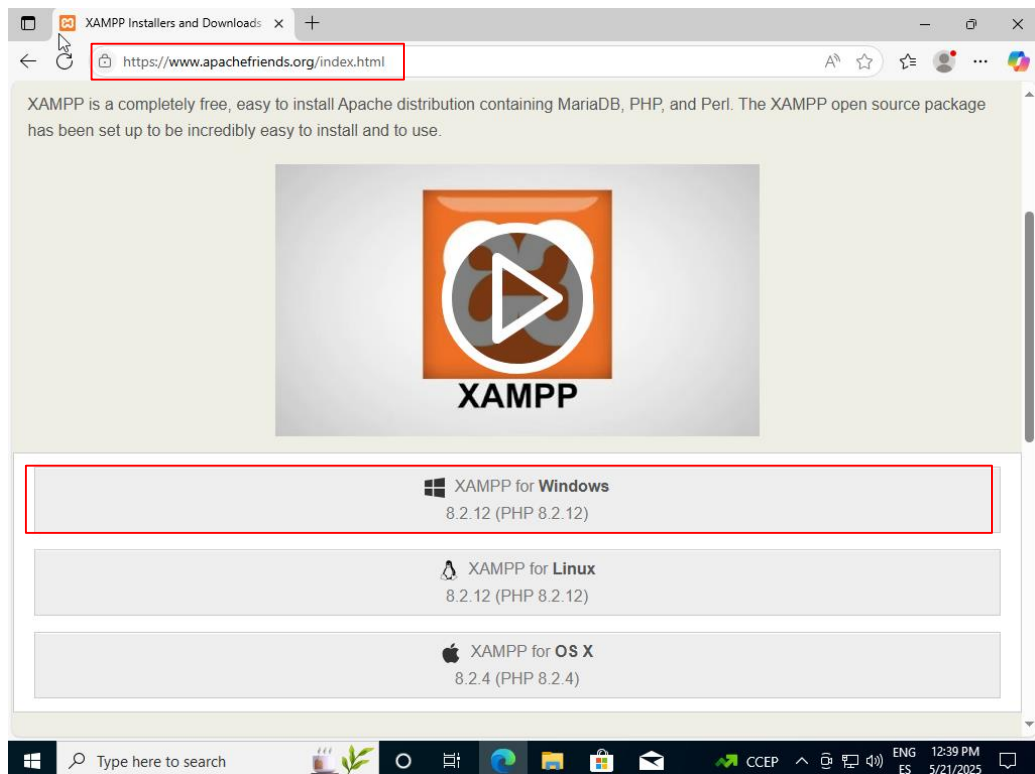 XAMPP Installers and Downloads
https://www.apachefriends.org/index.html
XAMPP is a completely free, easy to install Apache distribution containing MariaDB, PHP, and Perl. The XAMPP open source package
has been set up to be incredibly easy to install and to use.
XAMPP
XAMPP for Windows
8.2.12 (PHP 8.2.12)
XAMPP for Linux
8.2.12 (PHP 8.2.12)
XAMPP for OS X
8.2.4 (PHP 8.2.4)
Type here to search
CCEP
ENG
ES
12:39 PM
5/21/2025